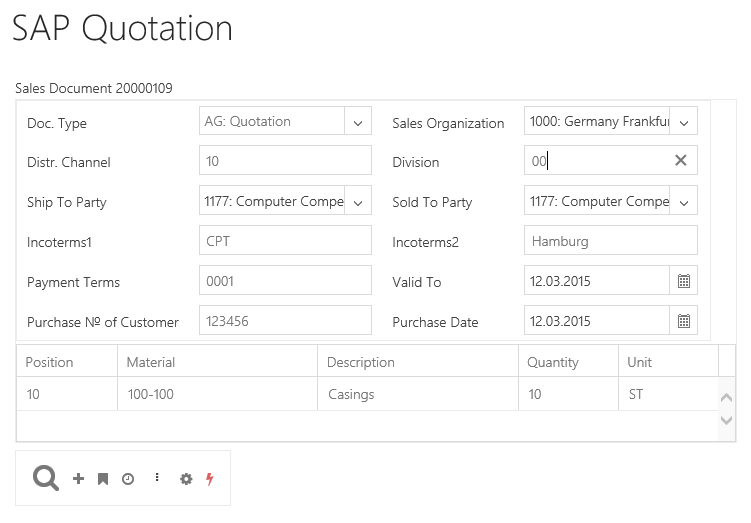 SAP Quotation
Sales Document 20000109
Doc. Type AG: Quotation Sales Organization 1000: Germany Frankfur
Distr. Channel 10 Division 00
Ship To Party 1177: Computer Compe Sold To Party 1177: Computer Compe
Incoterms1 CPT Incoterms2 Hamburg
Payment Terms 0001 Valid To 12.03.2015
Purchase № of Customer 123456 Purchase Date 12.03.2015
Position Material Description Quantity Unit
10 100-100 Casings 10 ST